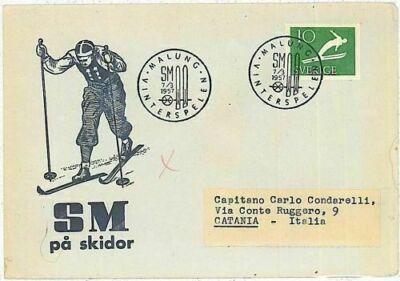 MALUNG
SM
7/3
1957
VINTERSPELEN
MALUNG
SM
7/3
1957
VINTERSPELEN
10
SVERIGE
SM
på skidor
Capitano Carlo Condarelli,
Via Conte Ruggero, 9
CATANIA - Italia